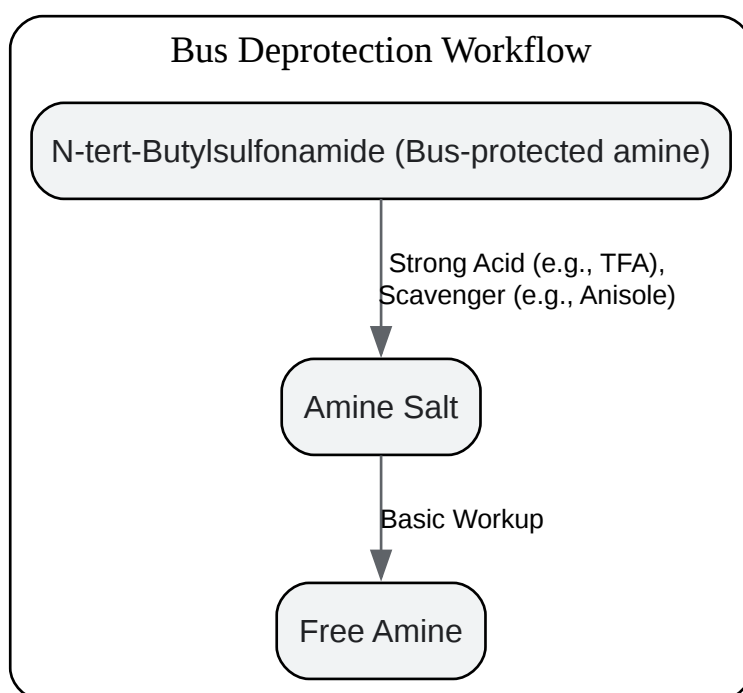 Bus Deprotection Workflow
N-tert-Butylsulfonamide (Bus-protected amine)
Strong Acid (e.g., TFA),
Scavenger (e.g., Anisole)
Amine Salt
Basic Workup
Free Amine